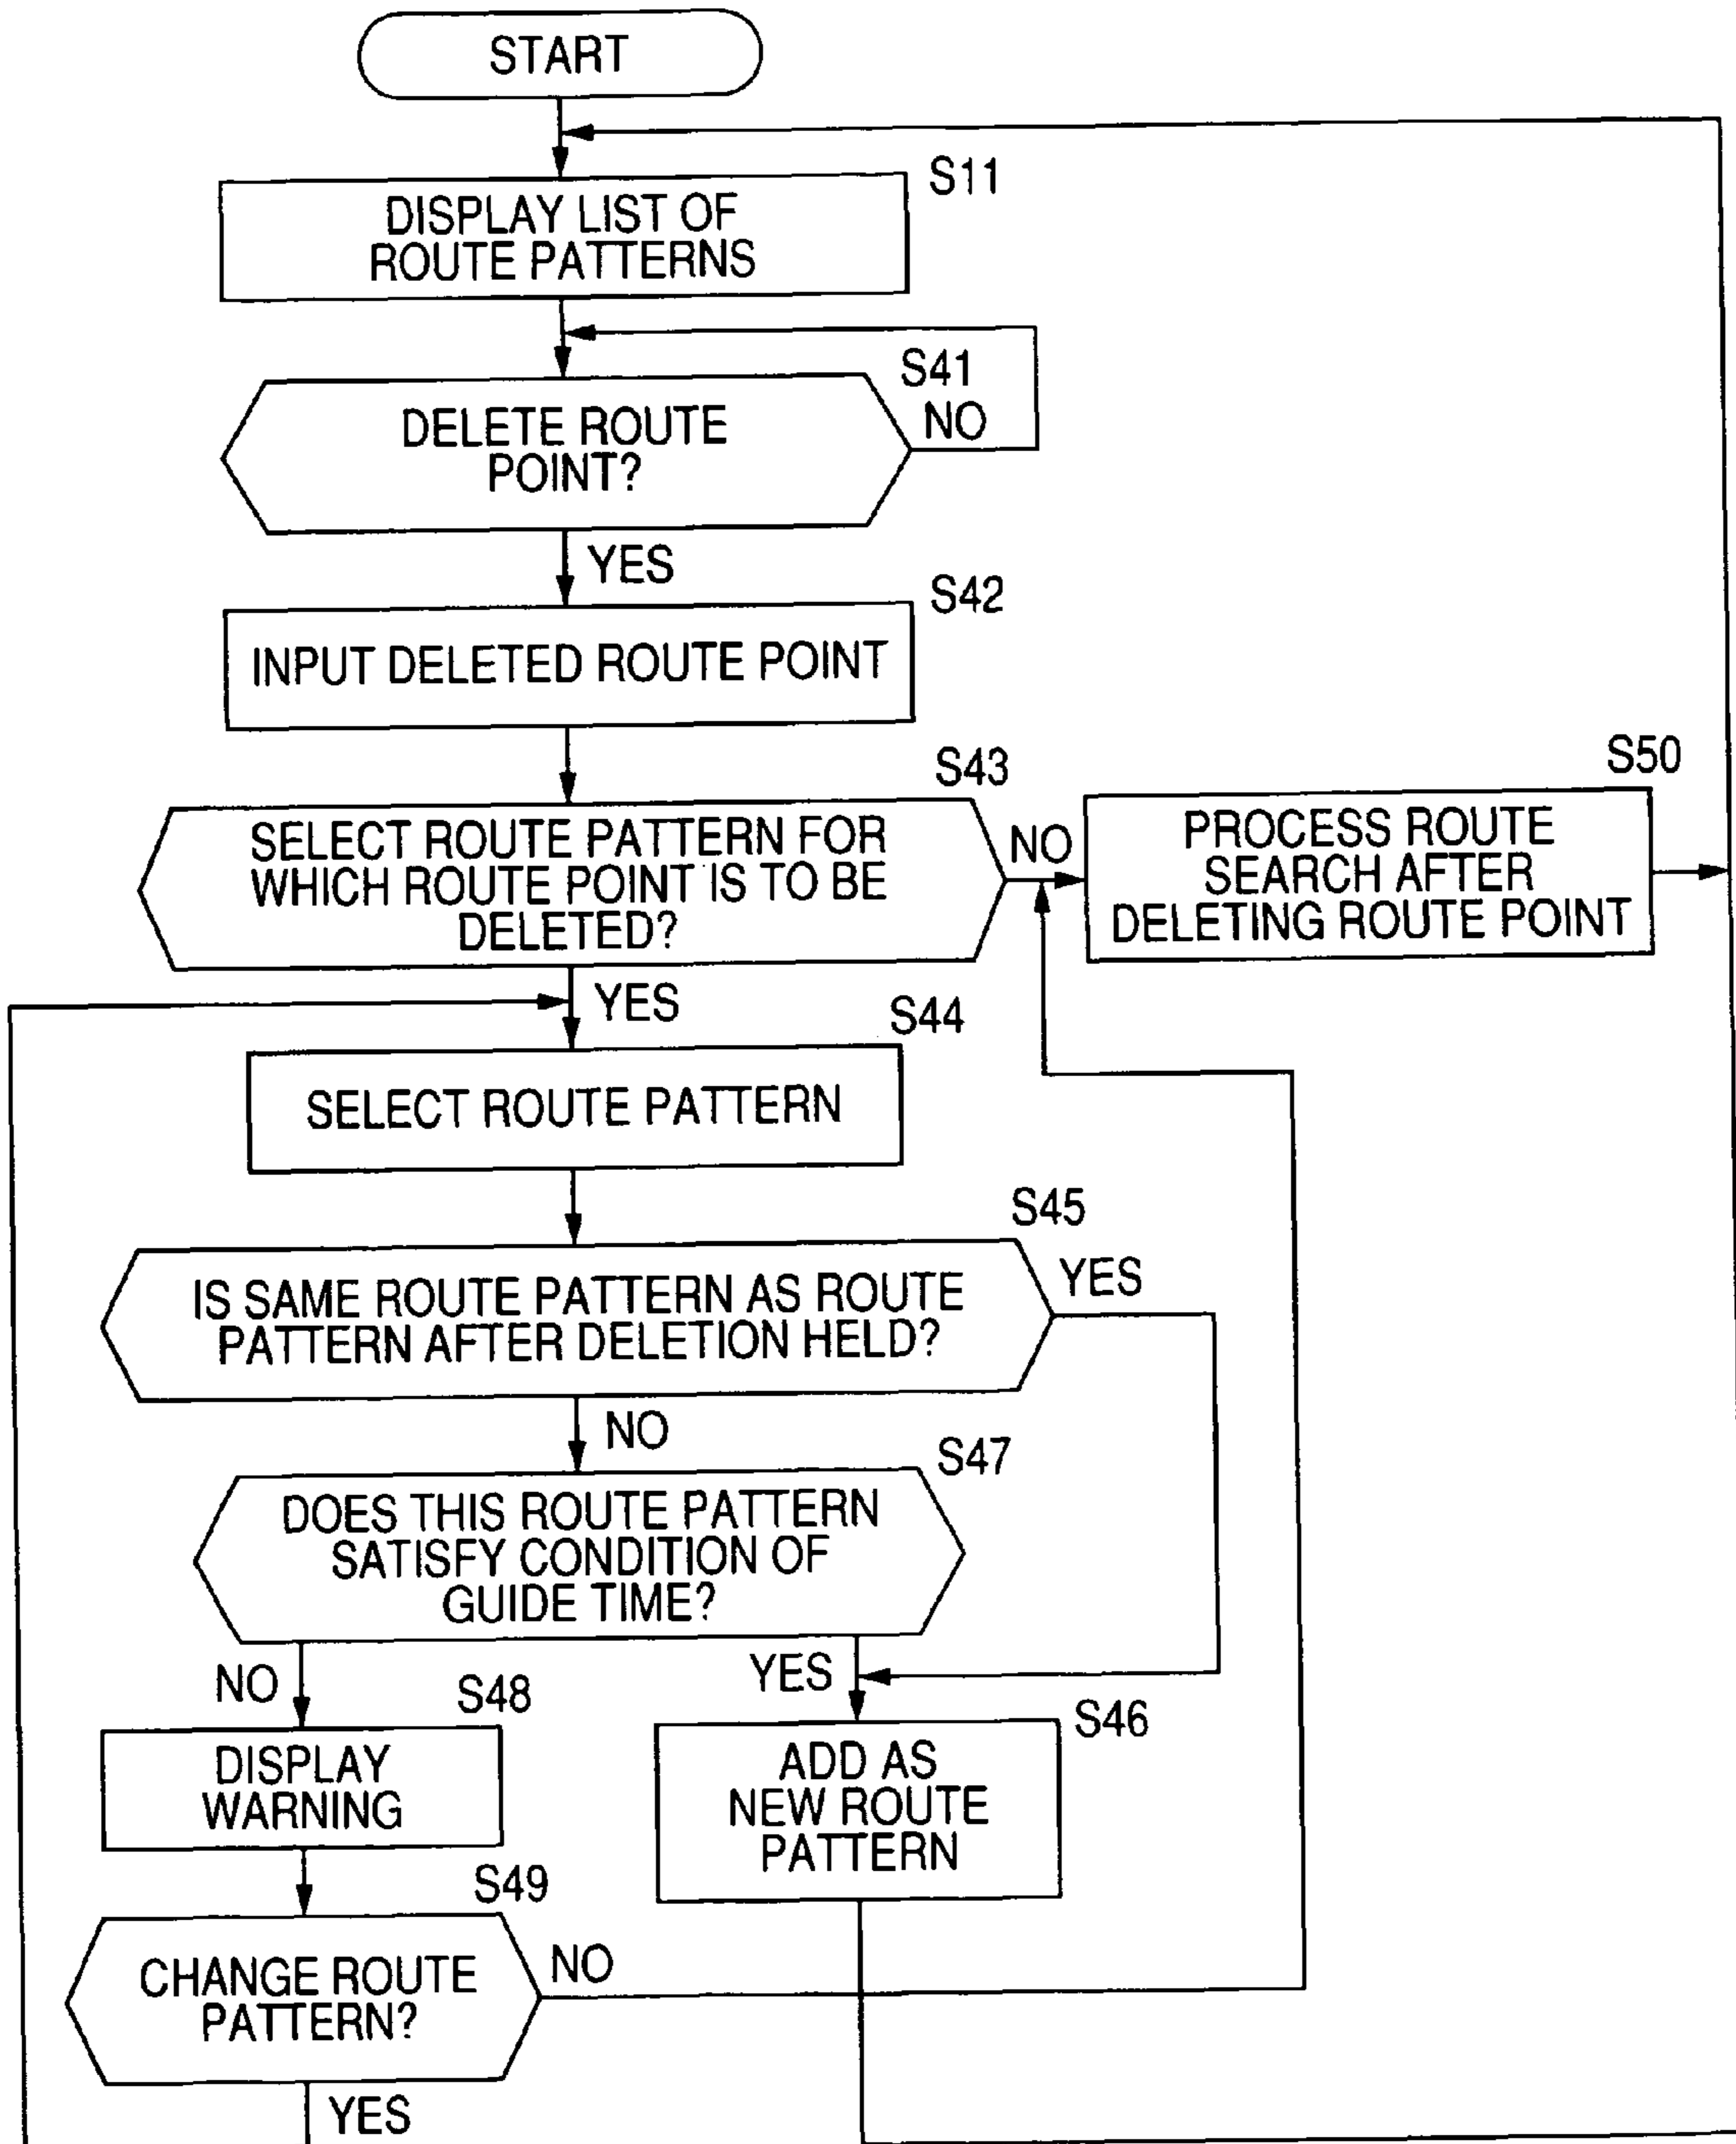 START
S11
DISPLAY LIST OF
ROUTE PATTERNS
S41
DELETE ROUTE
POINT?
NO
YES
S42
INPUT DELETED ROUTE POINT
S43
SELECT ROUTE PATTERN FOR
WHICH ROUTE POINT IS TO BE
DELETED?
NO
S50
PROCESS ROUTE
SEARCH AFTER
DELETING ROUTE POINT
YES
S44
SELECT ROUTE PATTERN
S45
IS SAME ROUTE PATTERN AS ROUTE
PATTERN AFTER DELETION HELD?
YES
NO
S47
DOES THIS ROUTE PATTERN
SATISFY CONDITION OF
GUIDE TIME?
NO
YES
S48
DISPLAY
WARNING
S46
ADD AS
NEW ROUTE
PATTERN
S49
CHANGE ROUTE
PATTERN?
NO
YES